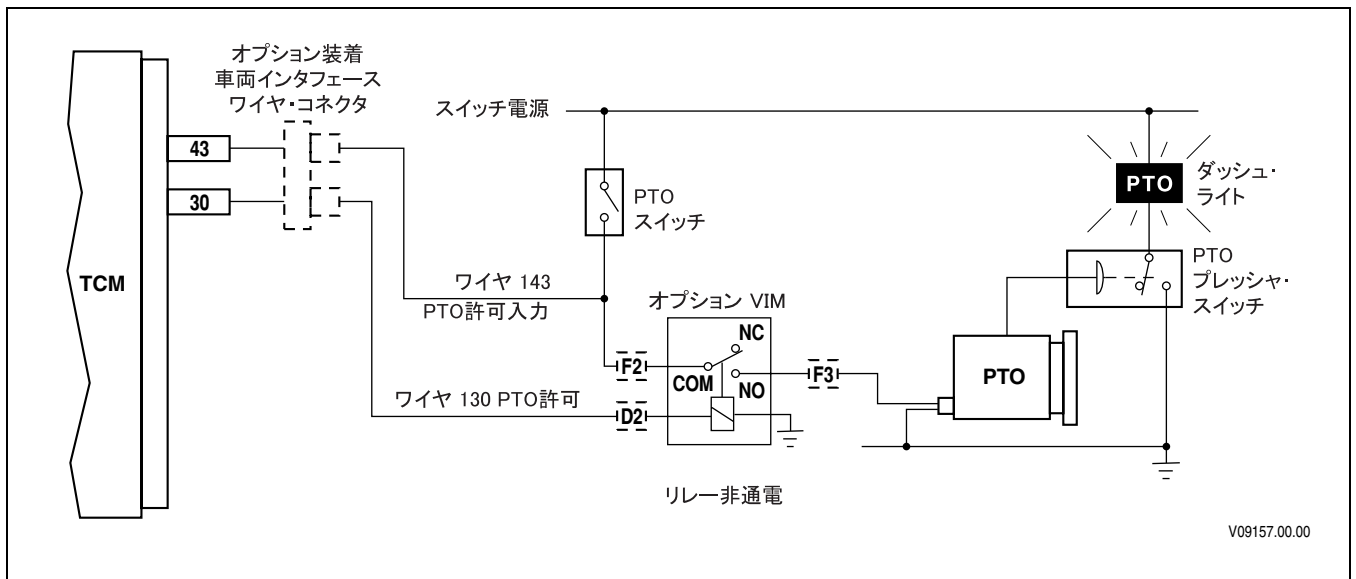 オプション装着
車両インタフェース
ワイヤ・コネクタ
スイッチ電源
43
30
TCM
PTO
スイッチ
PTO
ダッシュ・
ライト
PTO
プレッシャ・
スイッチ
ワイヤ 143
PTO許可入力
オプション VIM
NC
F2
COM
NO
F3
PTO
ワイヤ 130 PTO許可
D2
リレー非通電
V09157.00.00